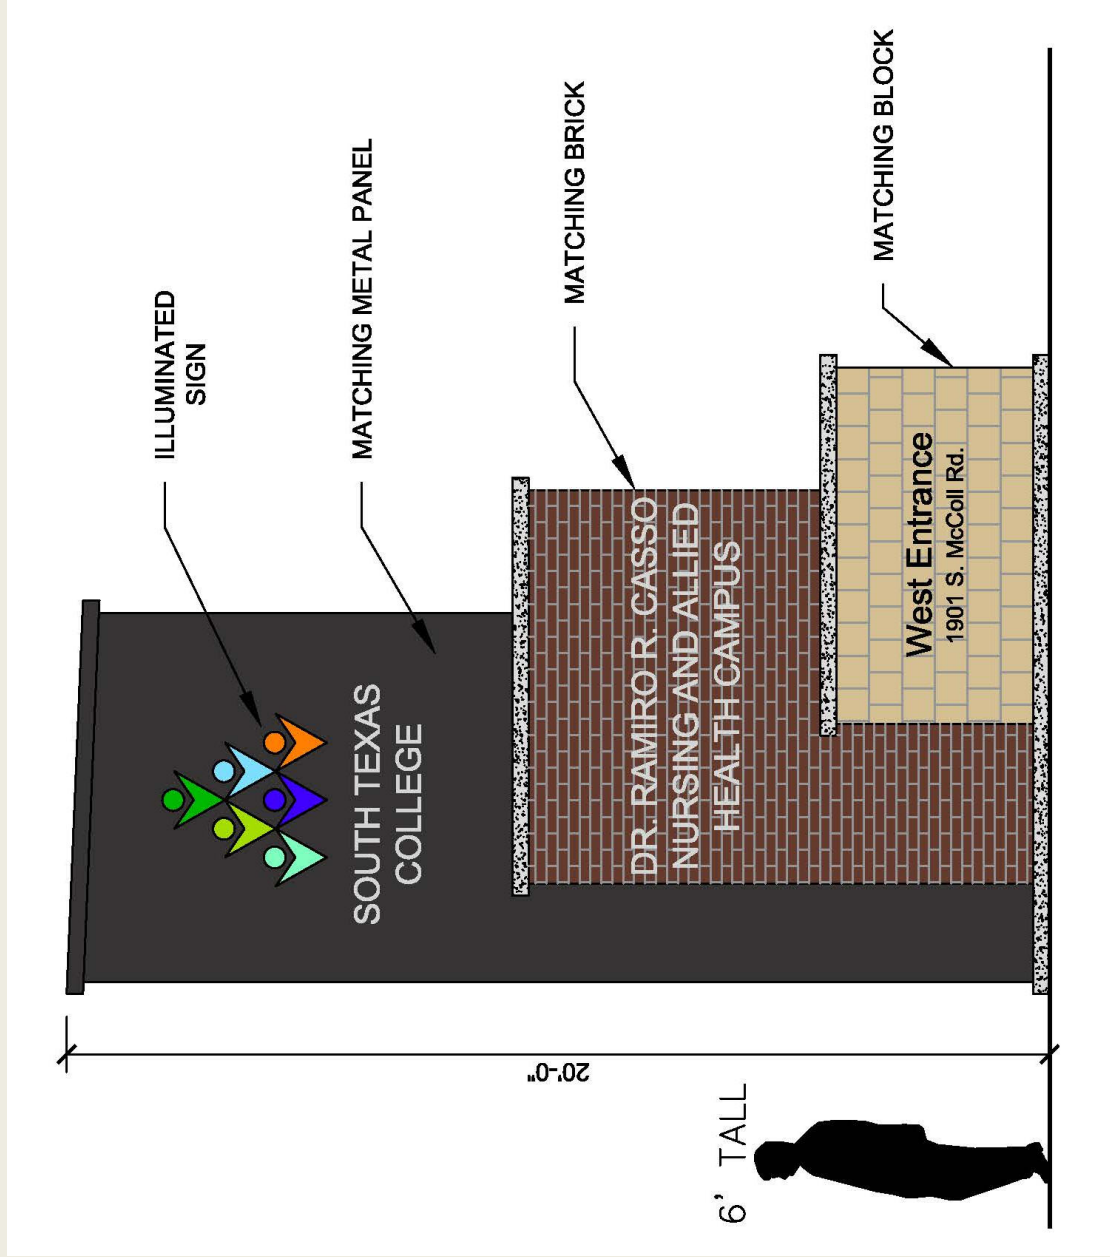 ILLUMINATED
SIGN
MATCHING METAL PANEL
MATCHING BRICK
MATCHING BLOCK
SOUTH TEXAS
COLLEGE
DR. RAMIRO R. CASSO
NURSING AND ALLIED
HEALTH CAMPUS
West Entrance
1901 S. McColl Rd.
20'-0"
6' TALL